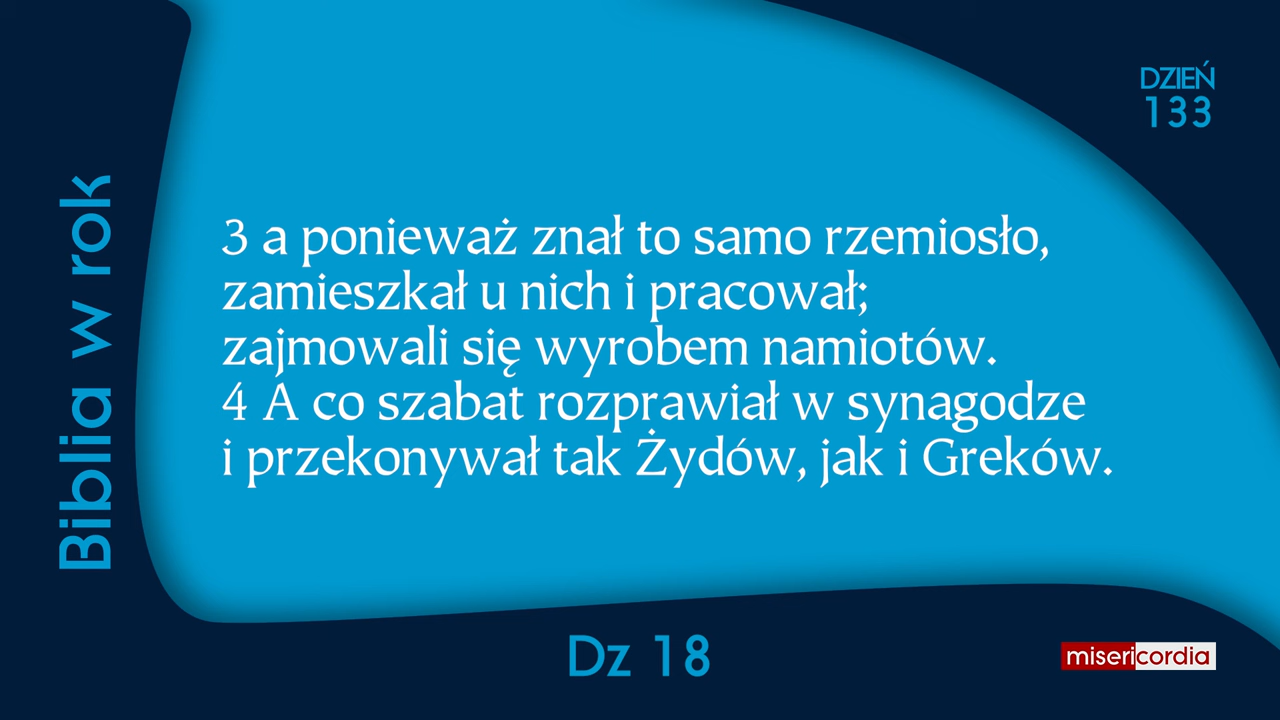 DZIEŃ
133
Biblia w rok
3 a ponieważ znał to samo rzemiosło,
zamieszkał u nich i pracował;
zajmowali się wyrobem namiotów.
4 A co szabat rozprawiał w synagodze
i przekonywał tak Żydów, jak i Greków.
Dz 18
misericordia